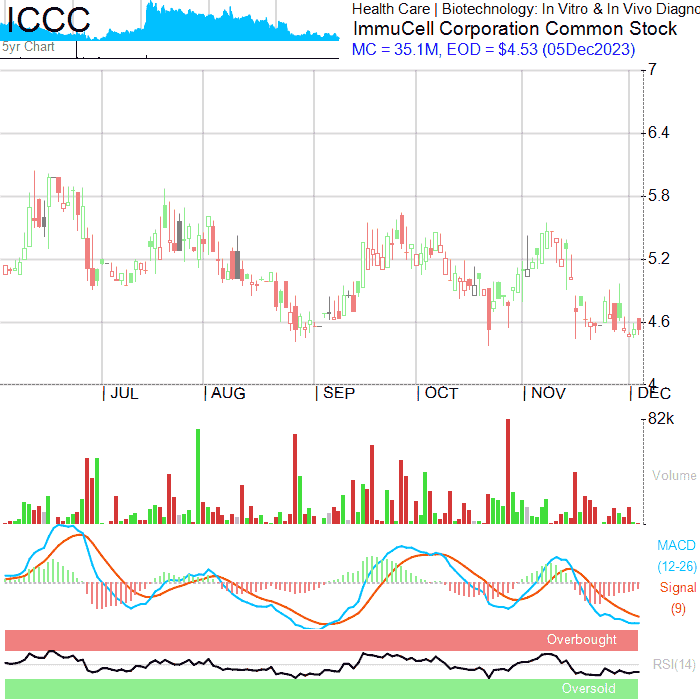 ICCC
5yr Chart
Health Care | Biotechnology: In Vitro & In Vivo Diagno
ImmuCell Corporation Common Stock
MC = 35.1M, EOD = $4.53 (05Dec2023)
7
6.4
5.8
5.2
4.6
4
| JUL | AUG | SEP | OCT | NOV | DEC
82k
Volume
MACD
(12-26)
Signal
(9)
Overbought
RSI(14)
Oversold